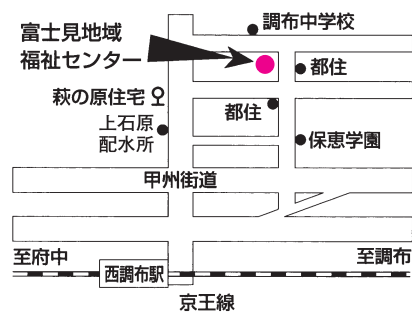 調布中学校
富士見地域
福祉センター
都住
萩の原住宅
都住
上石原
配水所
保恵学園
甲州街道
至府中
至調布
西調布駅
京王線